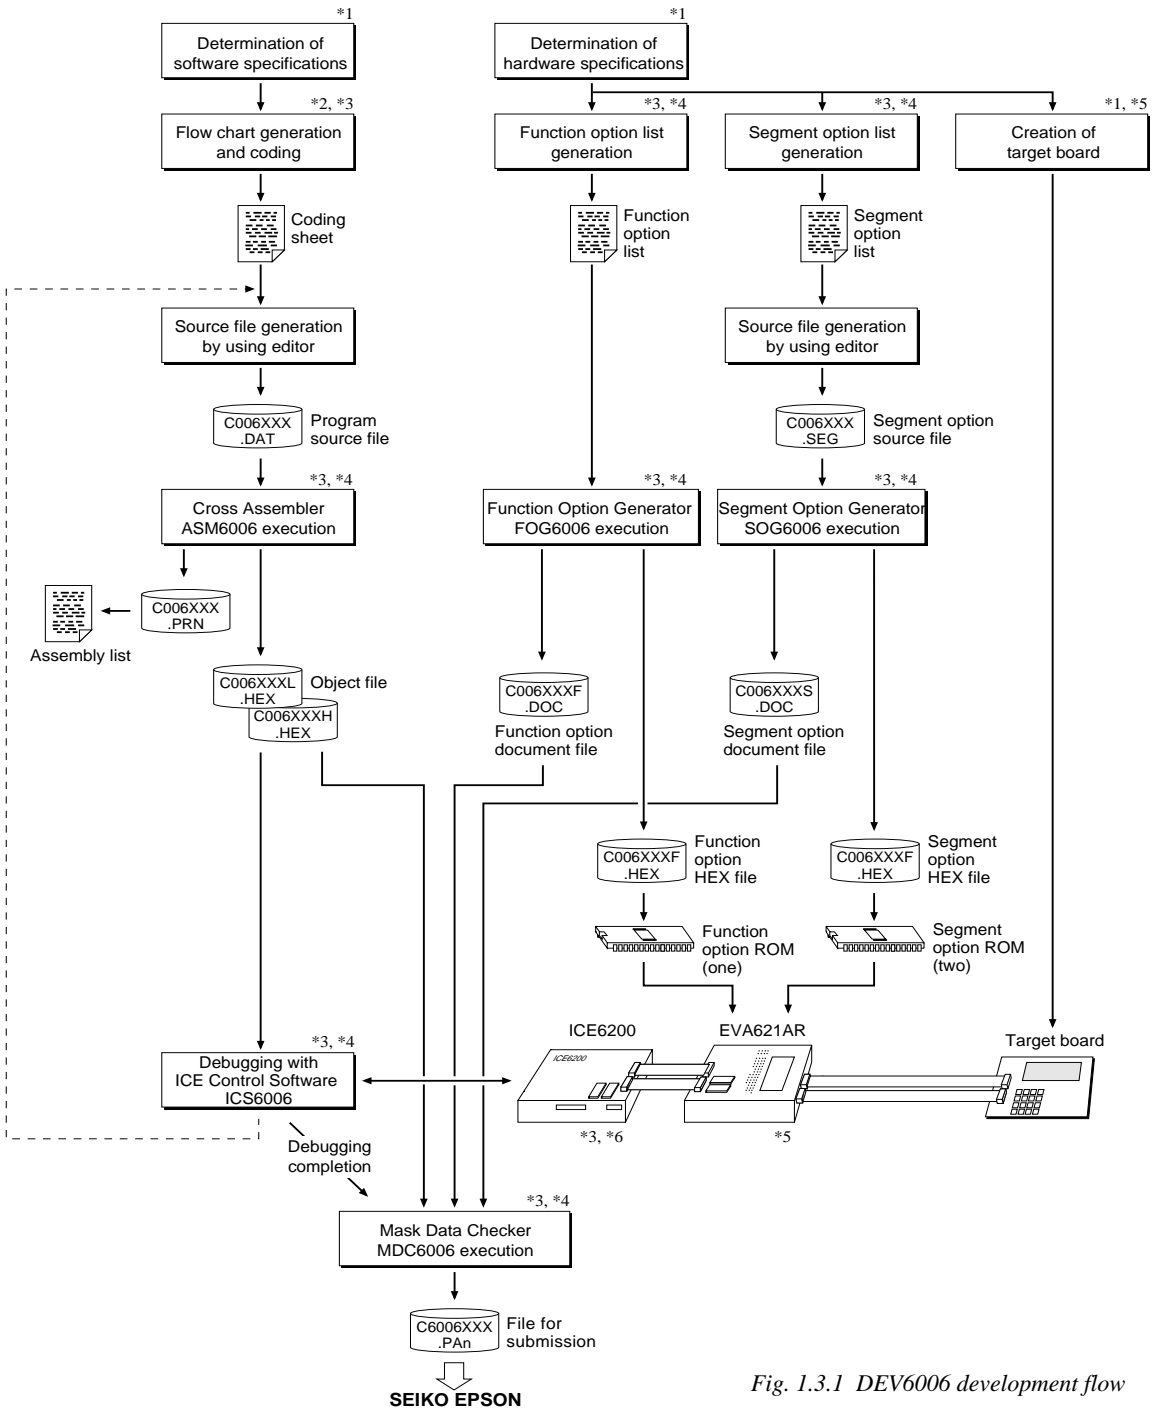 *1
Determination of
software specifications
*1
Determination of
hardware specifications
*2, *3
Flow chart generation
and coding
*3, *4
Function option list
generation
*3, *4
Segment option list
generation
*1, *5
Creation of
target board
Coding
sheet
Function
option
list
Segment
option
list
Source file generation
by using editor
Source file generation
by using editor
C006XXX
.DAT
Program
source file
C006XXX
.SEG
Segment option
source file
*3, *4
Cross Assembler
ASM6006 execution
*3, *4
Function Option Generator
FOG6006 execution
*3, *4
Segment Option Generator
SOG6006 execution
C006XXX
.PRN
Assembly list
C006XXXL
.HEX
Object file
C006XXXH
.HEX
C006XXXF
.DOC
Function option
document file
C006XXXS
.DOC
Segment option
document file
C006XXXF
.HEX
Function
option
HEX file
C006XXXF
.HEX
Segment
option
HEX file
Function
option ROM
(one)
Segment
option ROM
(two)
*3, *4
Debugging with
ICE Control Software
ICS6006
ICE6200
ICE6200
*3, *6
EVA621AR
*5
Target board
Debugging
completion
*3, *4
Mask Data Checker
MDC6006 execution
C6006XXX
.PAn
File for
submission
SEIKO EPSON
Fig. 1.3.1 DEV6006 development flow